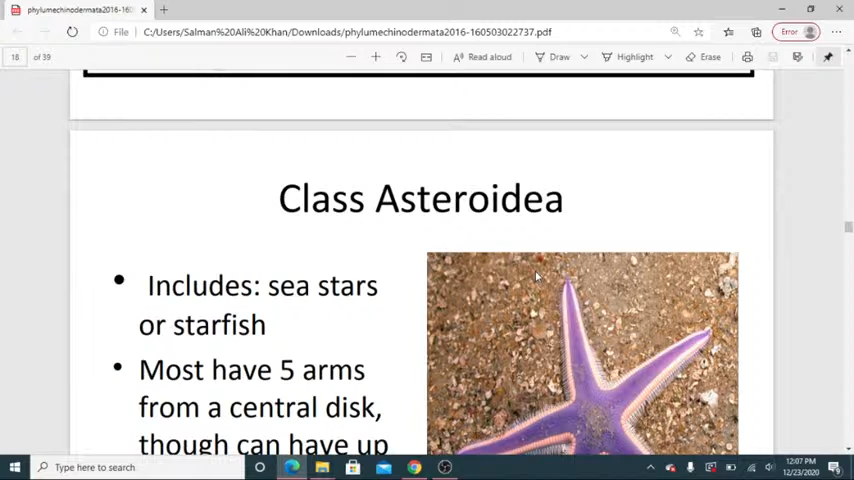 phylumechinodermata2016-160
File
C:/Users/Salman%20Ali%20Khan/Downloads/phylumechinodermata2016-160503022737.pdf
Error
18 of 39
Read aloud
Draw
Highlight
Erase
Class Asteroidea
• Includes: sea stars
or starfish
• Most have 5 arms
from a central disk,
though can have up
Type here to search
12:07 PM
12/23/2020